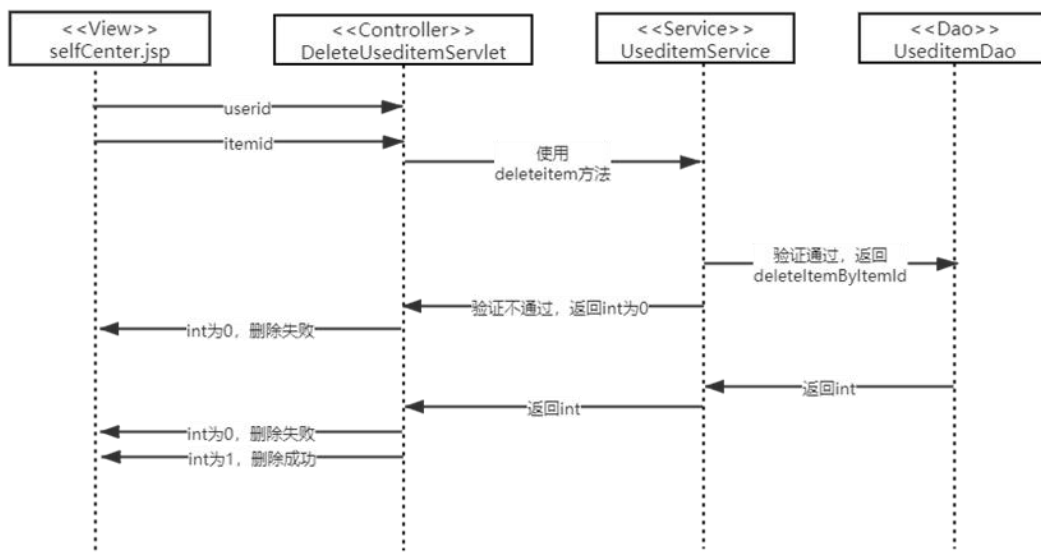 <<View>>
selfCenter.jsp
<<Controller>>
DeleteUseditemServlet
<<Service>>
UseditemService
<<Dao>>
UseditemDao
userid
itemid
使用
deleteitem方法
验证通过，返回
deleteItemByItemId
验证不通过，返回int为0
int为0，删除失败
返回int
返回int
int为0，删除失败
int为1，删除成功